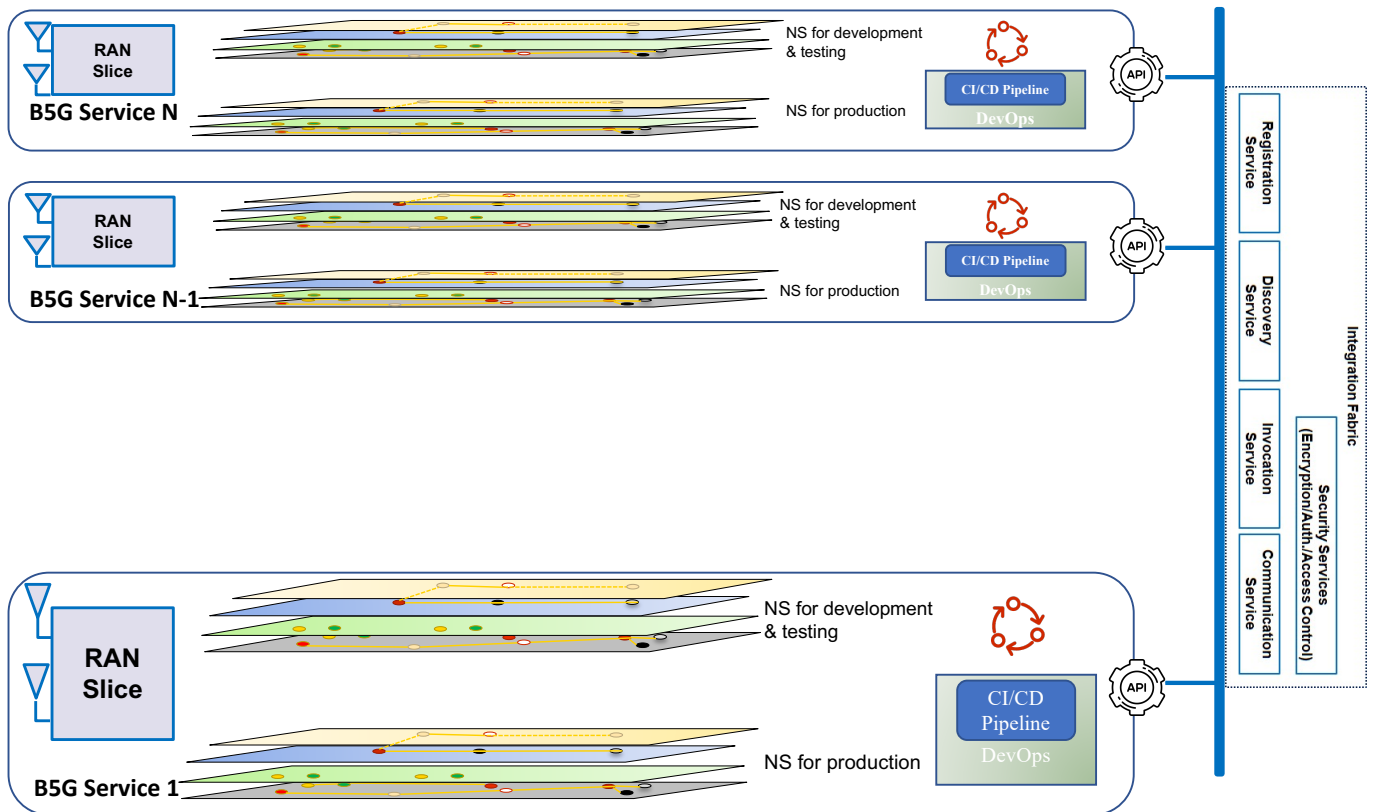 RAN
Slice
B5G Service N
NS for development
& testing
NS for production
CI/CD Pipeline
DevOps
API
RAN
Slice
B5G Service N-1
NS for development
& testing
NS for production
CI/CD Pipeline
DevOps
API
RAN
Slice
B5G Service 1
NS for development
& testing
NS for production
CI/CD
Pipeline
DevOps
API
Registration
Service
Discovery
Service
Invocation
Service
Communication
Service
Security Services
(Encryption/Auth./Access Control)
Integration Fabric